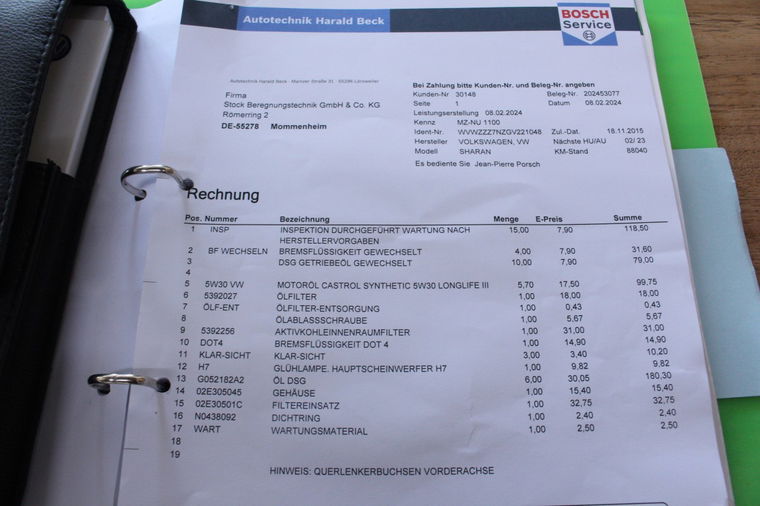 Autotechnik Harald Beck
BOSCH
Service
Autotechnik Harald Beck - Mainzer Straße 31 - 55296 Lörzweiler
Bei Zahlung bitte Kunden-Nr. und Beleg-Nr. angeben
Firma
Stock Beregnungstechnik GmbH & Co. KG
Römerring 2
DE-55278 Mommenheim
Kunden-Nr 30148 Beleg-Nr. 202453077
Seite 1 Datum 08.02.2024
Leistungserstellung 08.02.2024
Kennz MZ-NU 1100
Ident-Nr. WVWZZZ7NZGV221048 Zul.-Dat. 18.11.2015
Hersteller VOLKSWAGEN, VW Nächste HU/AU 02/ 23
Modell SHARAN KM-Stand 88040
Es bediente Sie Jean-Pierre Porsch
Rechnung
Pos. Nummer Bezeichnung Menge E-Preis Summe
1 INSP INSPEKTION DURCHGEFÜHRT WARTUNG NACH 15,00 7,90 118,50
HERSTELLERVORGABEN
2 BF WECHSELN BREMSFLÜSSIGKEIT GEWECHSELT 4,00 7,90 31,60
3 DSG GETRIEBEÖL GEWECHSELT 10,00 7,90 79,00
4
5 5W30 VW MOTORÖL CASTROL SYNTHETIC 5W30 LONGLIFE III 5,70 17,50 99,75
6 5392027 ÖLFILTER 1,00 18,00 18,00
7 ÖLF-ENT ÖLFILTER-ENTSORGUNG 1,00 0,43 0,43
8 ÖLABLASSSCHRAUBE 1,00 5,67 5,67
9 5392256 AKTIVKOHLEINNENRAUMFILTER 1,00 31,00 31,00
10 DOT4 BREMSFLÜSSIGKEIT DOT 4 1,00 14,90 14,90
11 KLAR-SICHT KLAR-SICHT 3,00 3,40 10,20
12 H7 GLÜHLAMPE. HAUPTSCHEINWERFER H7 1,00 9,82 9,82
13 G052182A2 ÖL DSG 6,00 30,05 180,30
14 02E305045 GEHÄUSE 1,00 15,40 15,40
15 02E30501C FILTEREINSATZ 1,00 32,75 32,75
16 N0438092 DICHTRING 1,00 2,40 2,40
17 WART WARTUNGSMATERIAL 1,00 2,50 2,50
18
19
HINWEIS: QUERLENKERBUCHSEN VORDERACHSE